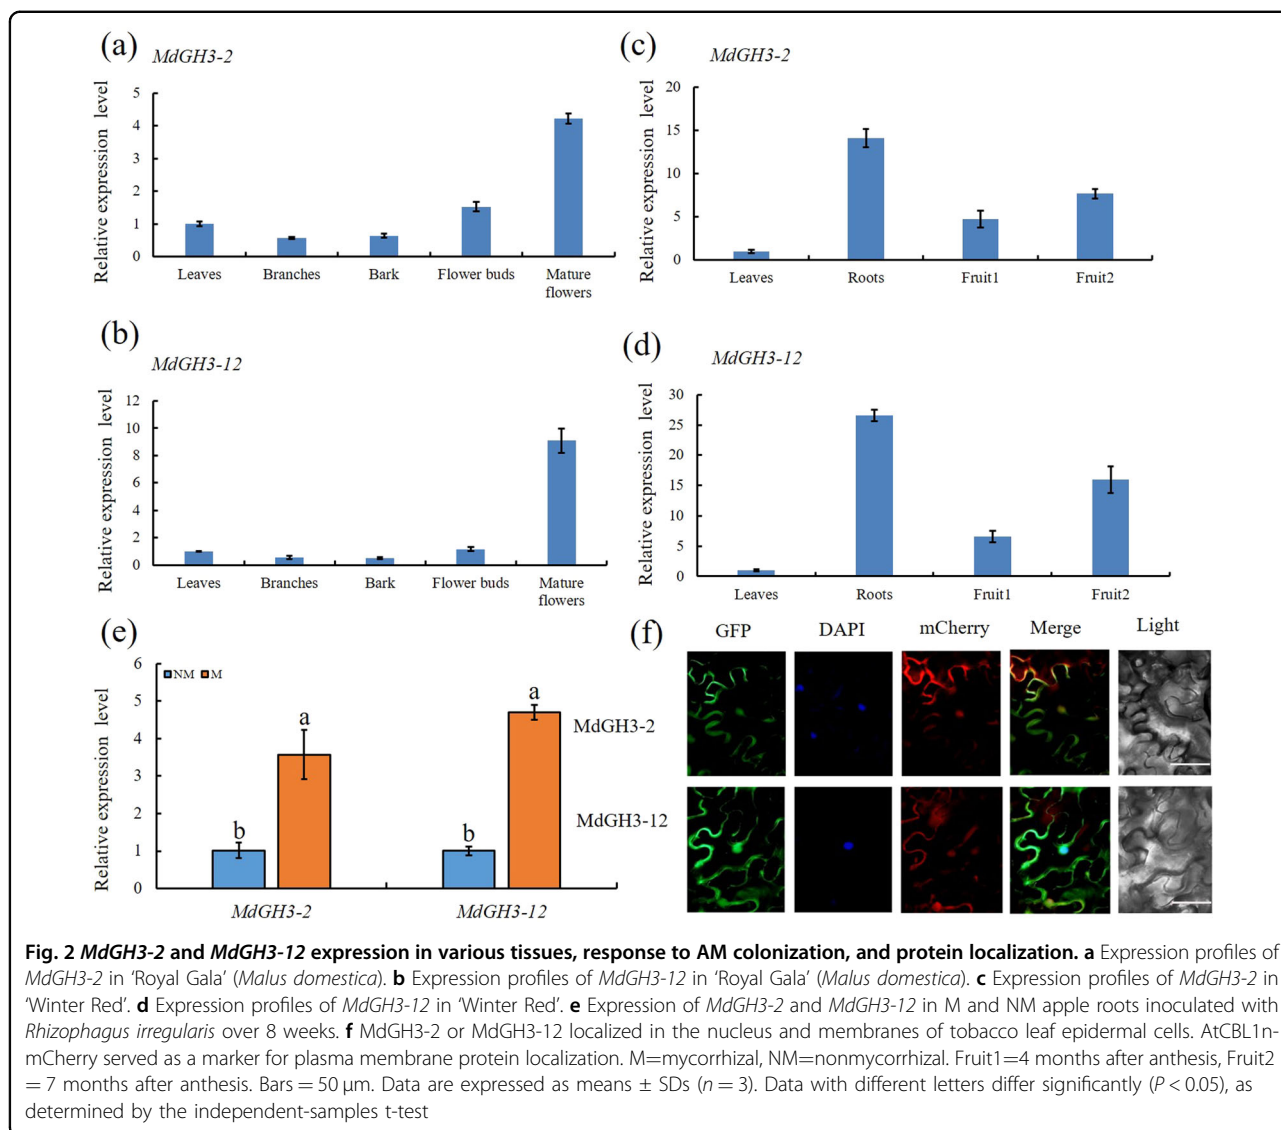 (a)
MdGH3-2
Relative expression level
5
4
3
2
1
0
Leaves Branches Bark Flower buds Mature
flowers
(c)
MdGH3-2
Relative expression level
20
15
10
5
0
Leaves Roots Fruit1 Fruit2
(b)
MdGH3-12
Relative expression level
12
10
8
6
4
2
0
Leaves Branches Bark Flower buds Mature
flowers
(d)
MdGH3-12
Relative expression level
30
25
20
15
10
5
0
Leaves Roots Fruit1 Fruit2
(e)
NM M
Relative expression level
6
5
4
3
2
1
0
b a b a
MdGH3-2 MdGH3-12
(f)
GFP DAPI mCherry Merge Light
MdGH3-2
MdGH3-12
Fig. 2 MdGH3-2 and MdGH3-12 expression in various tissues, response to AM colonization, and protein localization. a Expression profiles of
MdGH3-2 in ‘Royal Gala’ (Malus domestica). b Expression profiles of MdGH3-12 in ‘Royal Gala’ (Malus domestica). c Expression profiles of MdGH3-2 in
‘Winter Red’. d Expression profiles of MdGH3-12 in ‘Winter Red’. e Expression of MdGH3-2 and MdGH3-12 in M and NM apple roots inoculated with
Rhizophagus irregularis over 8 weeks. f MdGH3-2 or MdGH3-12 localized in the nucleus and membranes of tobacco leaf epidermal cells. AtCBL1n-
mCherry served as a marker for plasma membrane protein localization. M=mycorrhizal, NM=nonmycorrhizal. Fruit1=4 months after anthesis, Fruit2
= 7 months after anthesis. Bars = 50 μm. Data are expressed as means ± SDs (n = 3). Data with different letters differ significantly (P < 0.05), as
determined by the independent-samples t-test